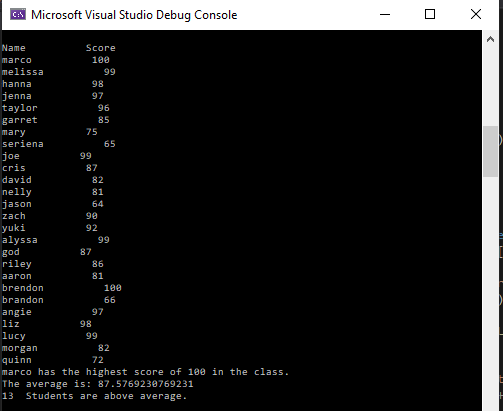 Microsoft Visual Studio Debug Console
Name Score
marco 100
melissa 99
hanna 98
jenna 97
taylor 96
garret 85
mary 75
seriena 65
joe 99
cris 87
david 82
nelly 81
jason 64
zach 90
yuki 92
alyssa 99
god 87
riley 86
aaron 81
brendon 100
brandon 66
angie 97
liz 98
lucy 99
morgan 82
quinn 72
marco has the highest score of 100 in the class.
The average is: 87.5769230769231
13 Students are above average.